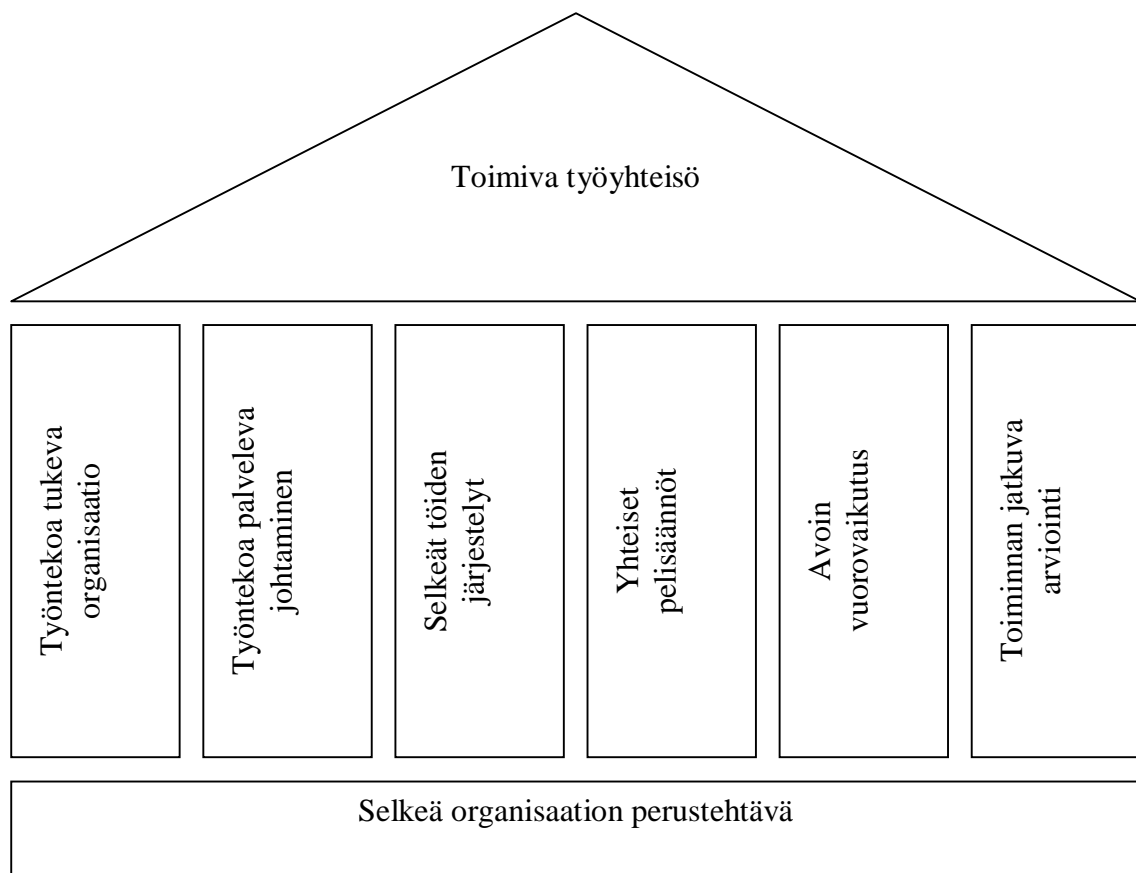 Toimiva työyhteisö
Työntekoa tukeva
organisaatio
Työntekoa palveleva
johtaminen
Selkeät töiden
järjestelyt
Yhteiset
pelisäännöt
Avoin
vuorovaikutus
Toiminnan jatkuva
arviointi
Selkeä organisaation perustehtävä